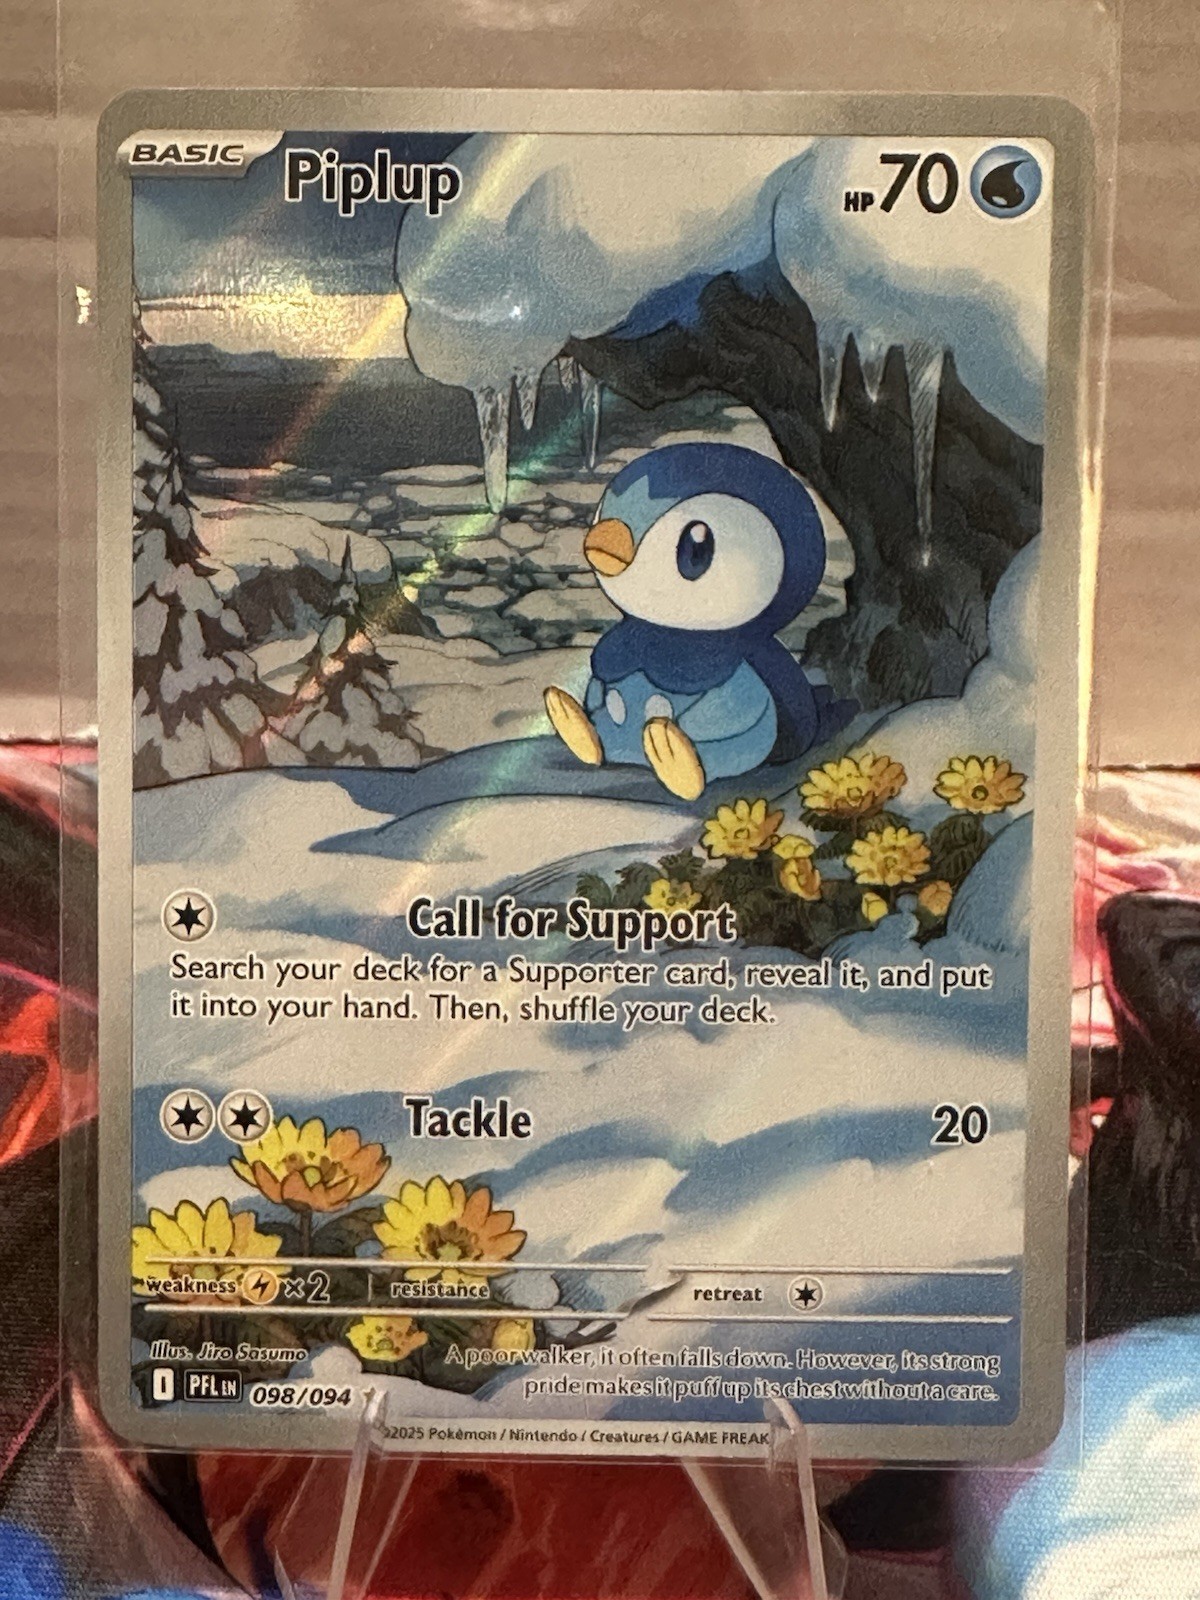 BASIC Piplup HP 70
Call for Support
Search your deck for a Supporter card, reveal it, and put
it into your hand. Then, shuffle your deck.
Tackle 20
weakness ×2 resistance retreat
Illus. Jiro Sasumo
A poor walker, it often falls down. However, its strong
pride makes it puff up its chest without a care.
I PFL EN 098/094
©2025 Pokémon / Nintendo / Creatures / GAME FREAK